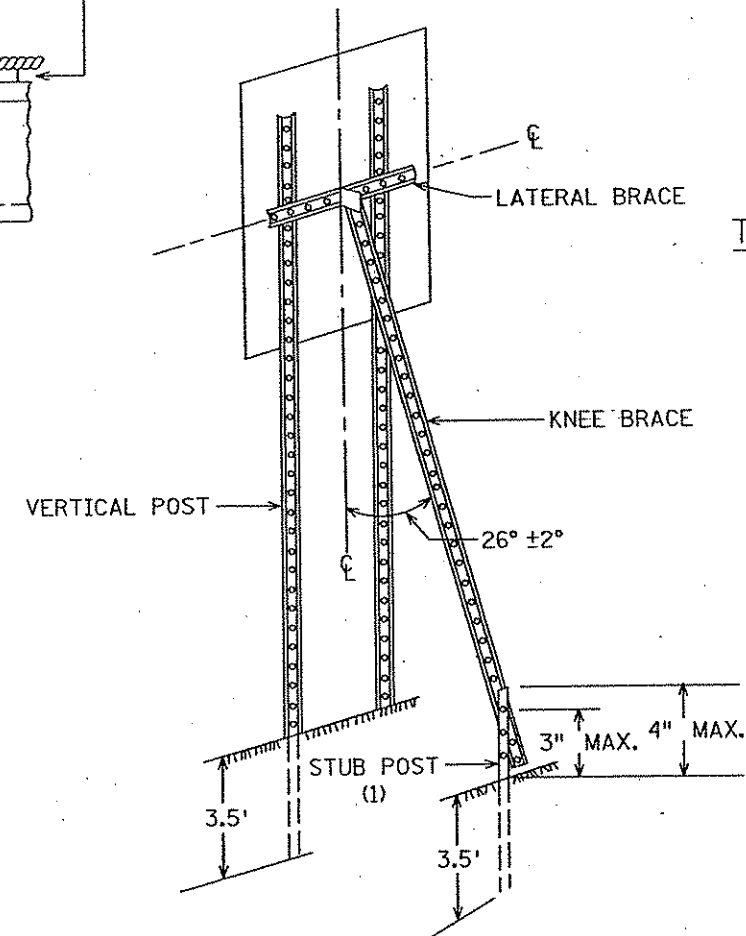 ℄
LATERAL BRACE
T
KNEE BRACE
VERTICAL POST
26° ±2°
℄
3" MAX.
4" MAX.
STUB POST
(1)
3.5'
3.5'